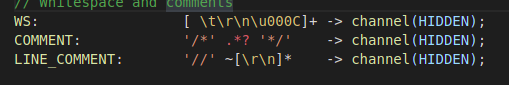 // Whitespace and comments
WS: [ \t\r\n\u000C]+ -> channel(HIDDEN);
COMMENT: '/*' .*? '*/' -> channel(HIDDEN);
LINE_COMMENT: '//' ~[\r\n]* -> channel(HIDDEN);